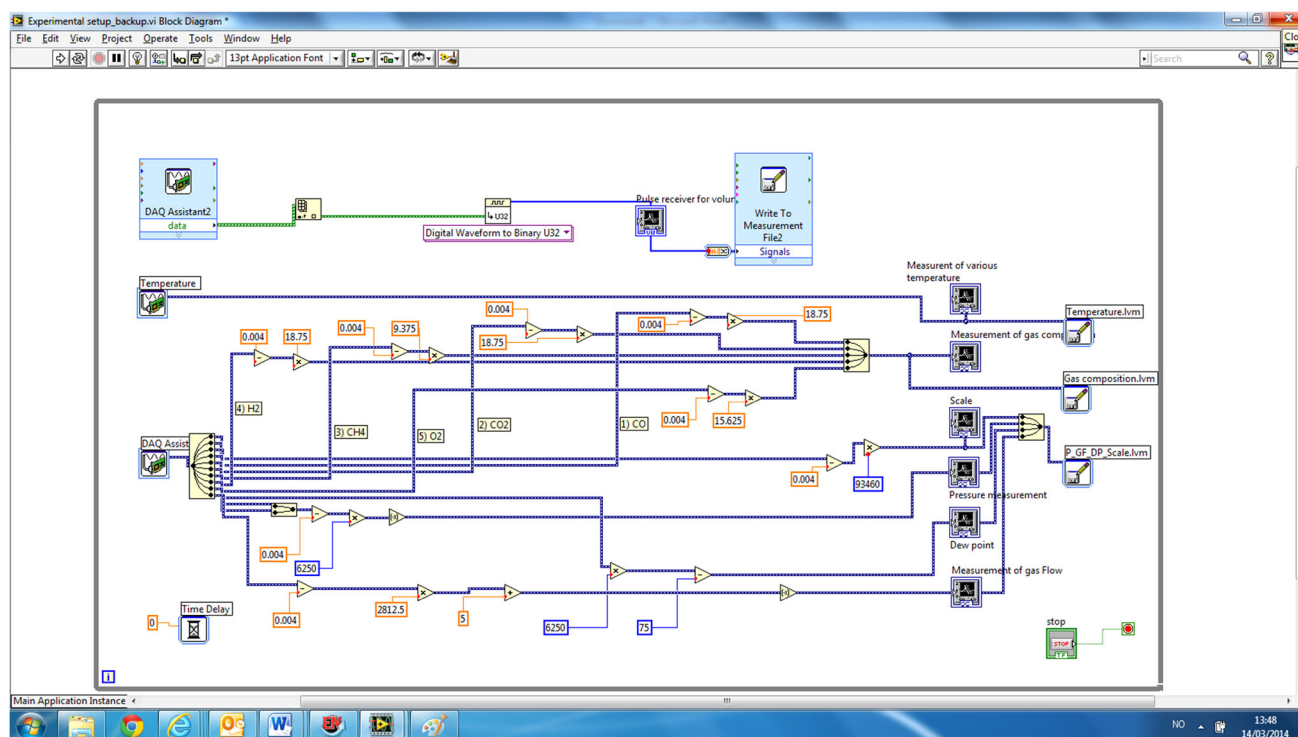 Experimental setup_backup.vi Block Diagram *
File Edit View Project Operate Tools Window Help
Clo
13pt Application Font
Search
DAQ Assistant2
data
U32
Digital Waveform to Binary U32
Pulse receiver for volur
Write To
Measurement
File2
Signals
Measurent of various
temperature
Temperature
Temperature.lvm
0.004
18.75
0.004
9.375
0.004
18.75
0.004
18.75
Measurement of gas com
Gas composition.lvm
4) H2
3) CH4
5) O2
2) CO2
1) CO
0.004
15.625
Scale
DAQ Assist
P_GF_DP_Scale.lvm
0.004
93460
Pressure measurement
0.004
6250
Dew point
Measurement of gas Flow
0.004
2812.5
5
6250
75
Time Delay
0
stop
STOP
TF
i
Main Application Instance
NO
13:48
14/03/2014